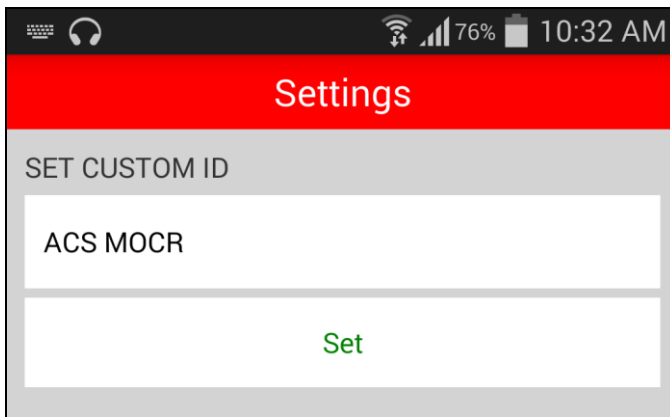 76% 10:32 AM
Settings
SET CUSTOM ID
ACS MOCR
Set